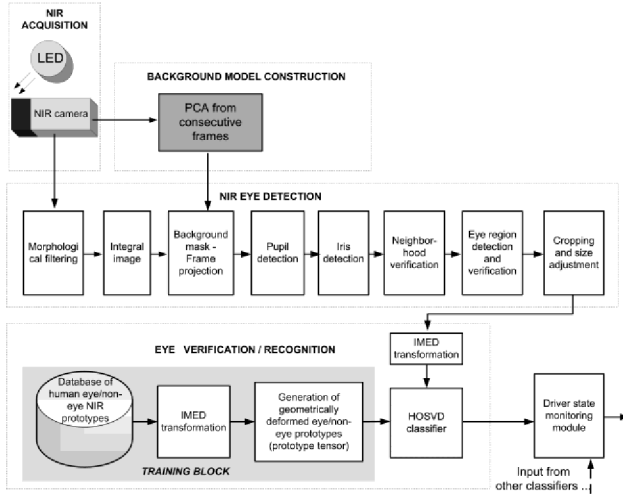 NIR
ACQUISITION
LED
NIR camera
BACKGROUND MODEL CONSTRUCTION
PCA from
consecutive
frames
NIR EYE DETECTION
Morphologi
cal filtering
Integral
image
Background
mask -
Frame
projection
Pupil
detection
Iris
detection
Neighbor-
hood
verification
Eye region
detection
and
verification
Cropping
and size
adjustment
EYE VERIFICATION / RECOGNITION
IMED
transformation
Database of
human eye/non-
eye NIR
prototypes
IMED
transformation
Generation of
geometrically
deformed eye/non-
eye prototypes
(prototype tensor)
HOSVD
classifier
Driver state
monitoring
module
TRAINING BLOCK
Input from
other classifiers ...